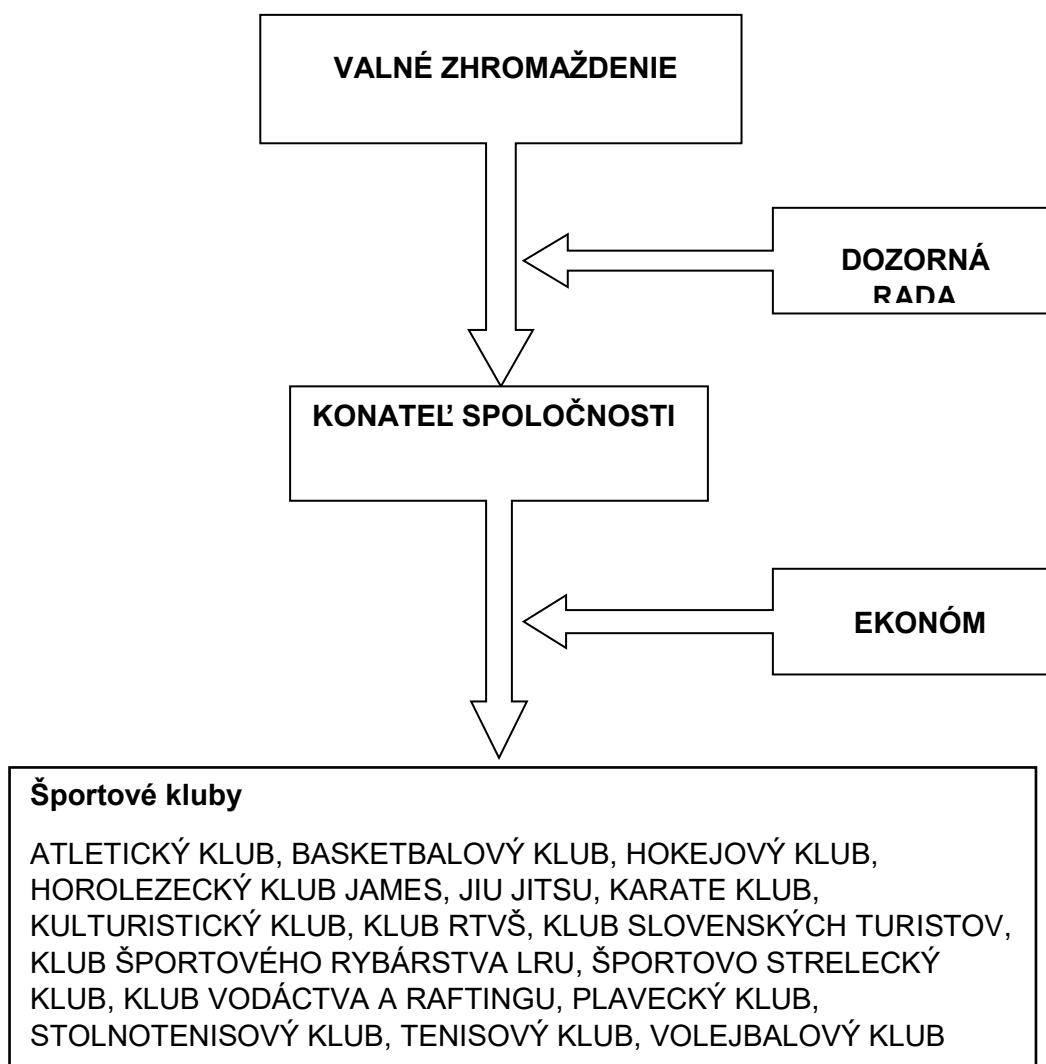 VALNÉ ZHROMAŽDENIE
DOZORNÁ
RADA
KONATEĽ SPOLOČNOSTI
EKONÓM
Športové kluby
ATLETICKÝ KLUB, BASKETBALOVÝ KLUB, HOKEJOVÝ KLUB,
HOROLEZECKÝ KLUB JAMES, JIU JITSU, KARATE KLUB,
KULTURISTICKÝ KLUB, KLUB RTVŠ, KLUB SLOVENSKÝCH TURISTOV,
KLUB ŠPORTOVÉHO RYBÁRSTVA LRU, ŠPORTOVO STRELECKÝ
KLUB, KLUB VODÁCTVA A RAFTINGU, PLAVECKÝ KLUB,
STOLNOTENISOVÝ KLUB, TENISOVÝ KLUB, VOLEJBALOVÝ KLUB